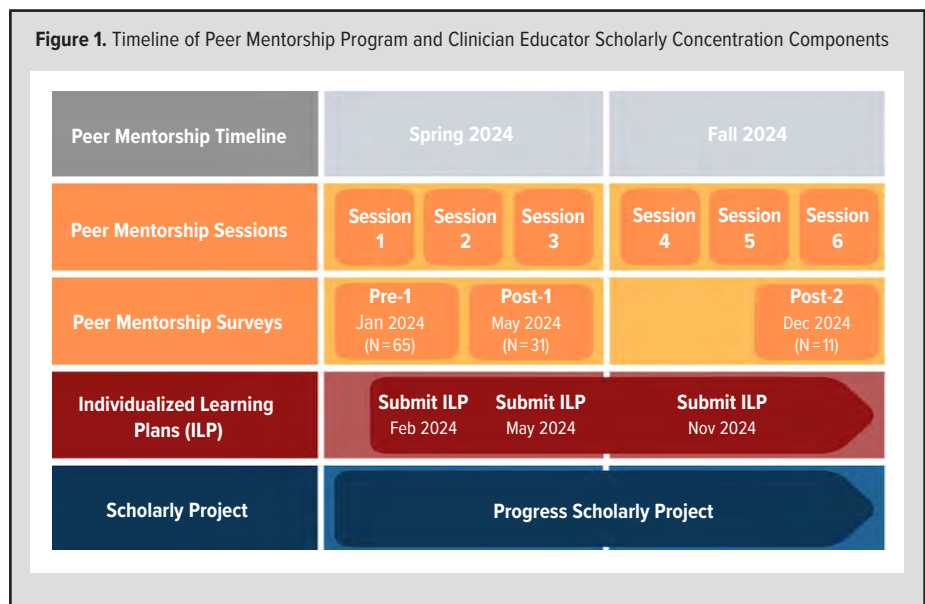 Figure 1. Timeline of Peer Mentorship Program and Clinician Educator Scholarly Concentration Components
Peer Mentorship Timeline
Spring 2024
Fall 2024
Peer Mentorship Sessions
Session
1
Session
2
Session
3
Session
4
Session
5
Session
6
Peer Mentorship Surveys
Pre-1
Jan 2024
(N=65)
Post-1
May 2024
(N=31)
Post-2
Dec 2024
(N=11)
Individualized Learning
Plans (ILP)
Submit ILP
Feb 2024
Submit ILP
May 2024
Submit ILP
Nov 2024
Scholarly Project
Progress Scholarly Project